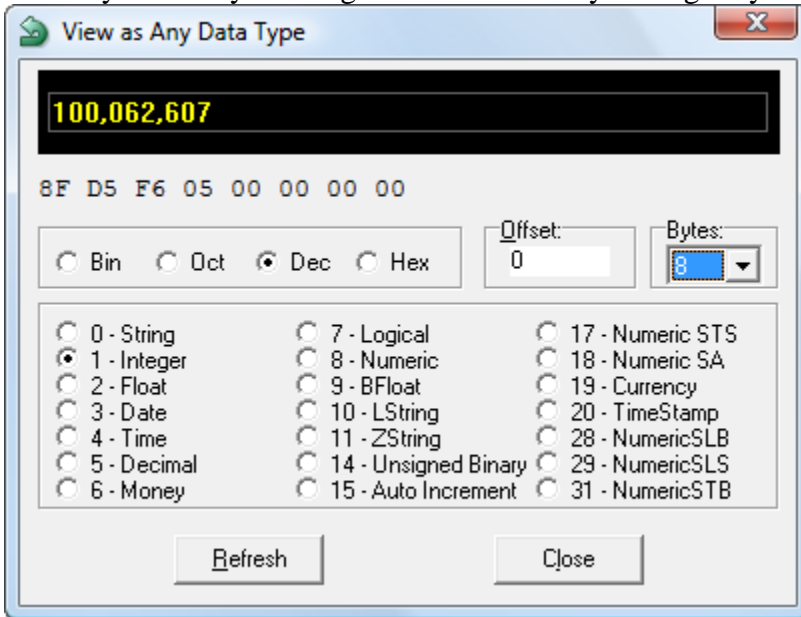 View as Any Data Type
100,062,607
8F D5 F6 05 00 00 00 00
Offset: Bytes:
Bin Oct Dec Hex 0 8
0 - String 7 - Logical 17 - Numeric STS
1 - Integer 8 - Numeric 18 - Numeric SA
2 - Float 9 - BFloat 19 - Currency
3 - Date 10 - LString 20 - TimeStamp
4 - Time 11 - ZString 28 - NumericSLB
5 - Decimal 14 - Unsigned Binary 29 - NumericSLS
6 - Money 15 - Auto Increment 31 - NumericSTB
Refresh Close